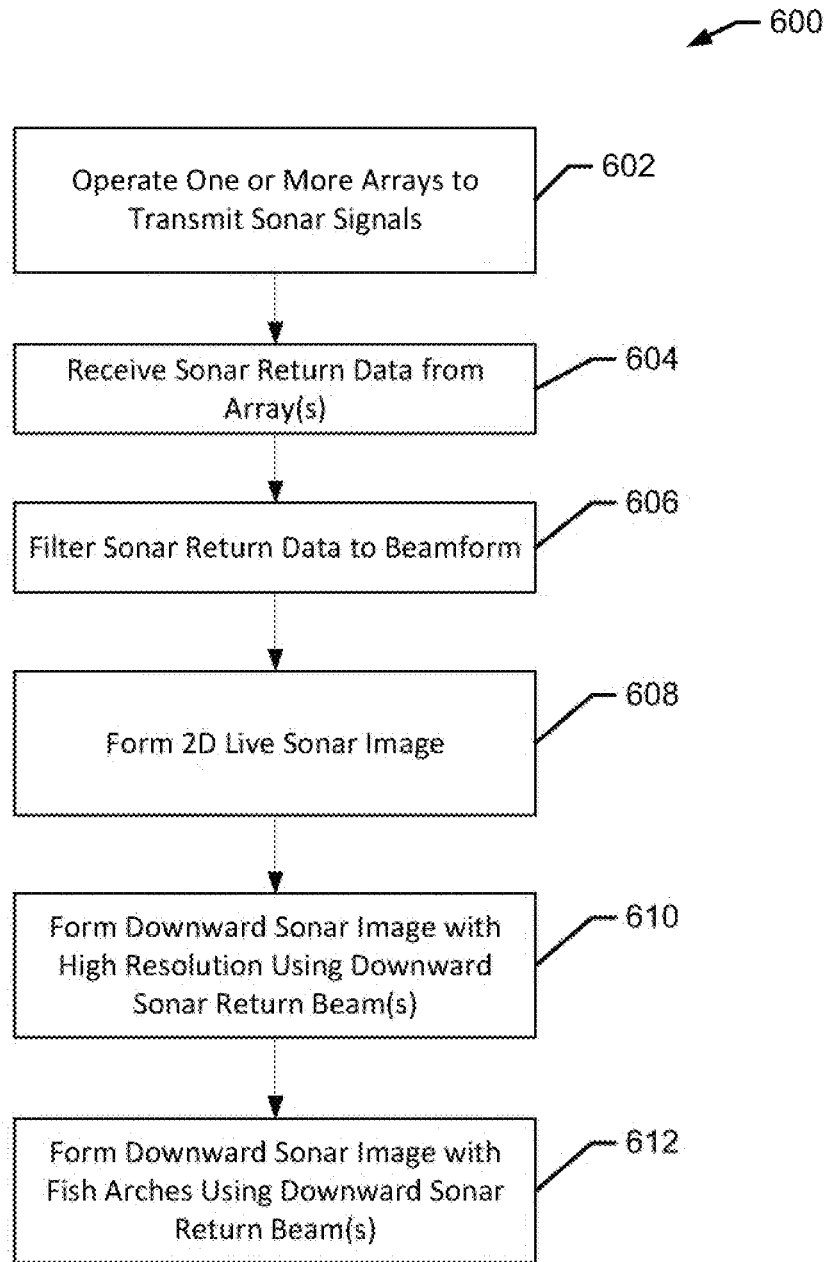 600
Operate One or More Arrays to
Transmit Sonar Signals
602
Receive Sonar Return Data from
Array(s)
604
Filter Sonar Return Data to Beamform
606
Form 2D Live Sonar Image
608
Form Downward Sonar Image with
High Resolution Using Downward
Sonar Return Beam(s)
610
Form Downward Sonar Image with
Fish Arches Using Downward Sonar
Return Beam(s)
612